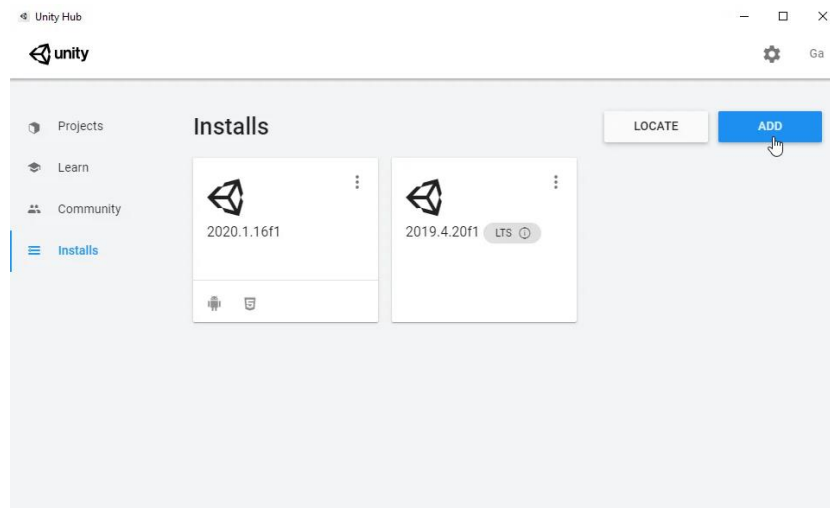 Unity Hub
unity
Ga
Projects
Learn
Community
Installs
Installs
LOCATE
ADD
2020.1.16f1
2019.4.20f1 LTS